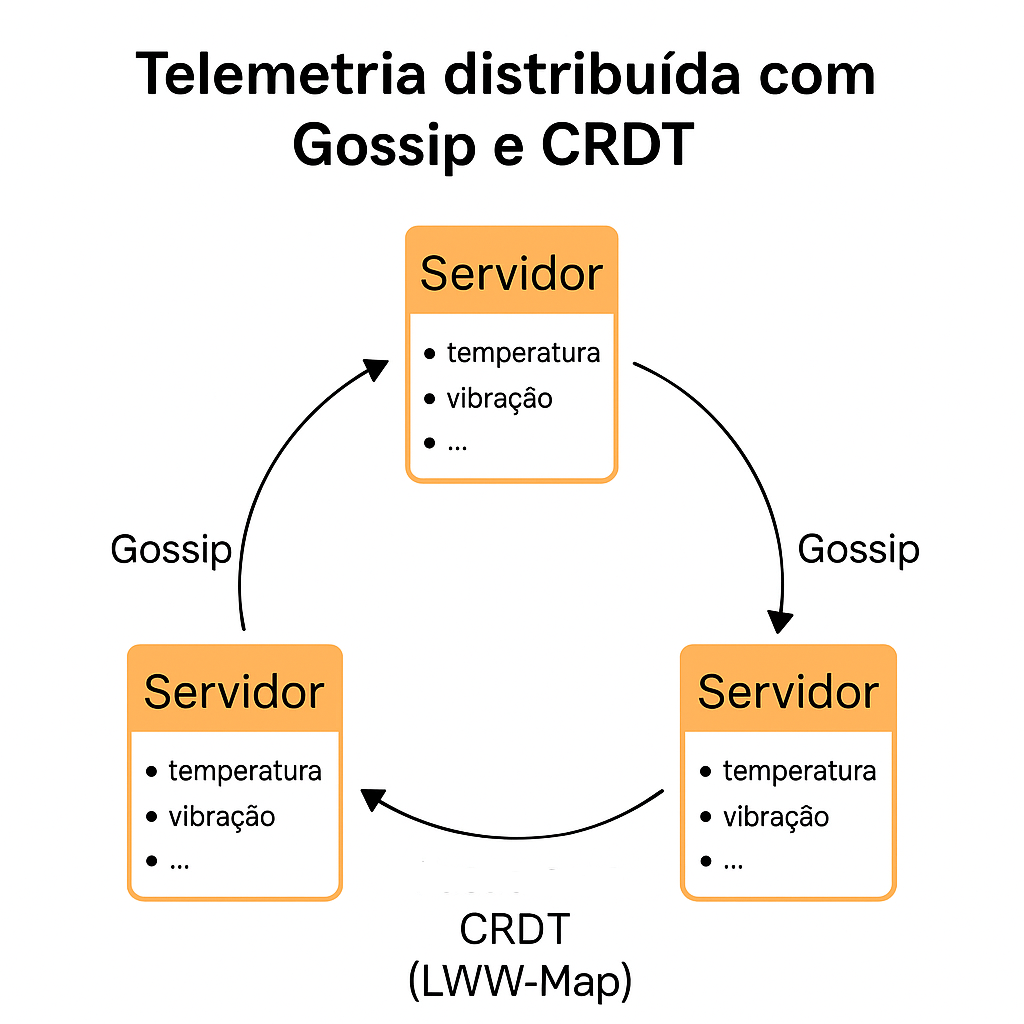 Telemetria distribuída com
Gossip e CRDT
Servidor
• temperatura
• vibração
• ...
Gossip
Gossip
Servidor
• temperatura
• vibração
• ...
Servidor
• temperatura
• vibração
• ...
CRDT
(LWW-Map)